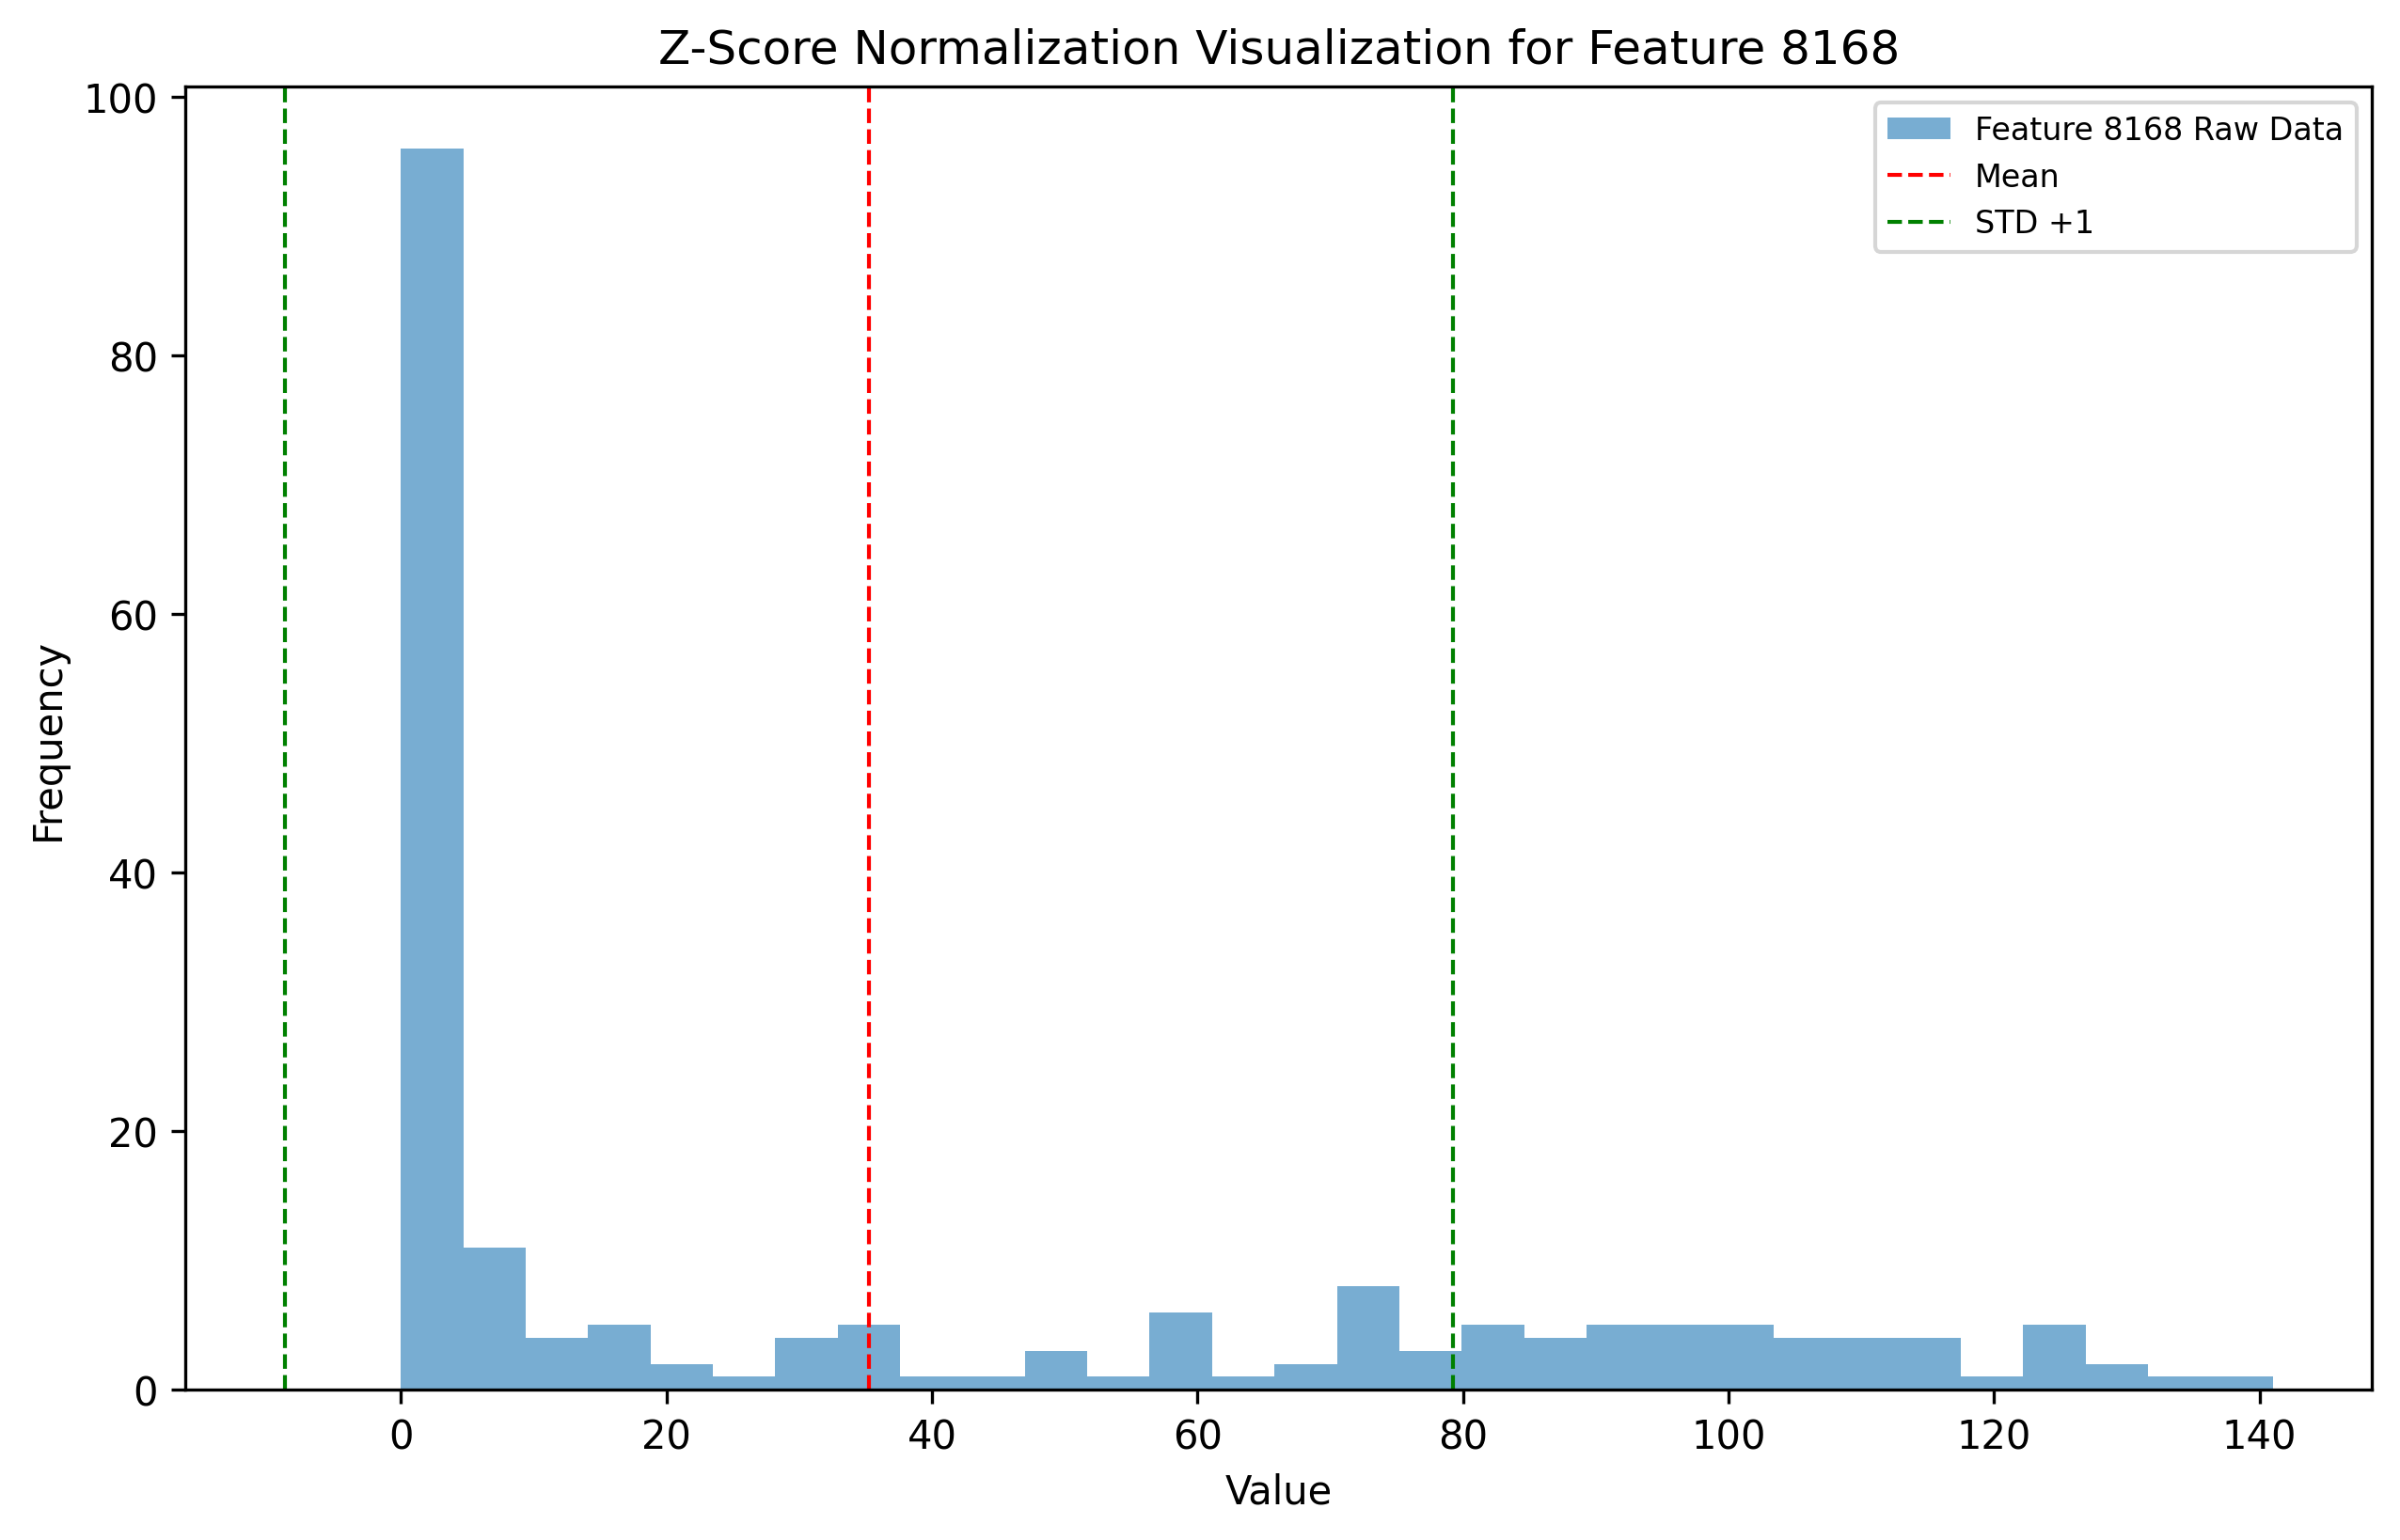 Z-Score Normalization Visualization for Feature 8168
Feature 8168 Raw Data
Mean
STD +1
100
80
60
40
20
0
Frequency
0 20 40 60 80 100 120 140
Value